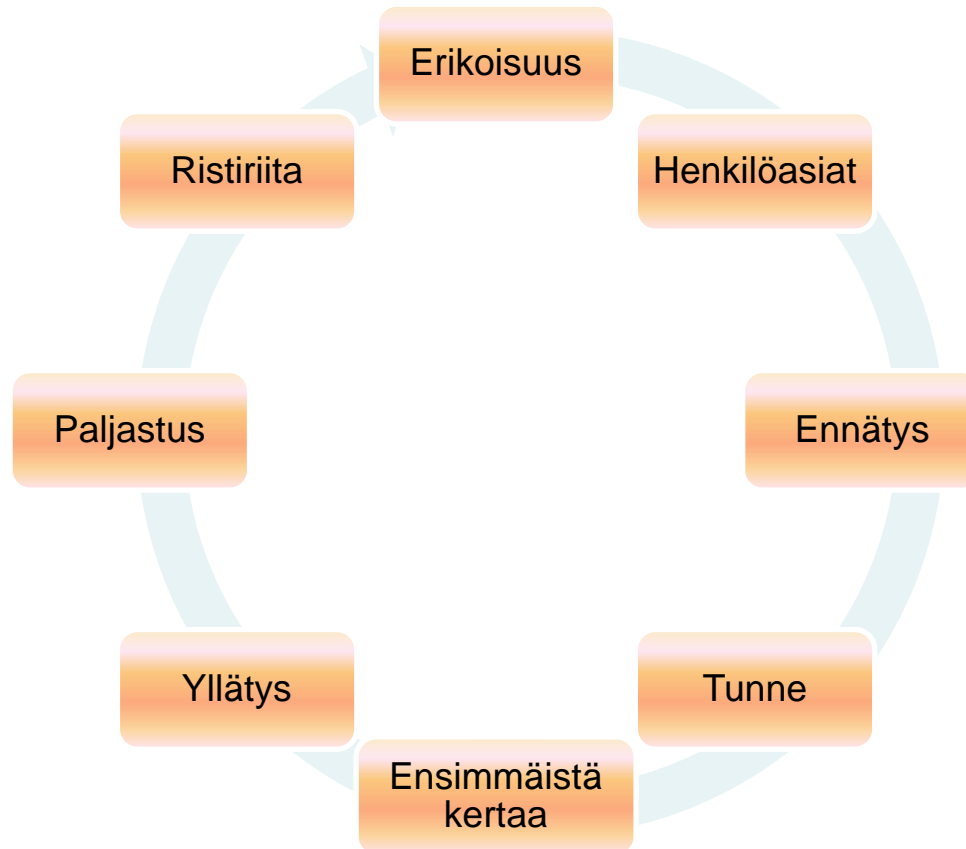 Erikoisuus
Henkilöasiat
Ennätys
Tunne
Ensimmäistä
kertaa
Yllätys
Paljastus
Ristiriita